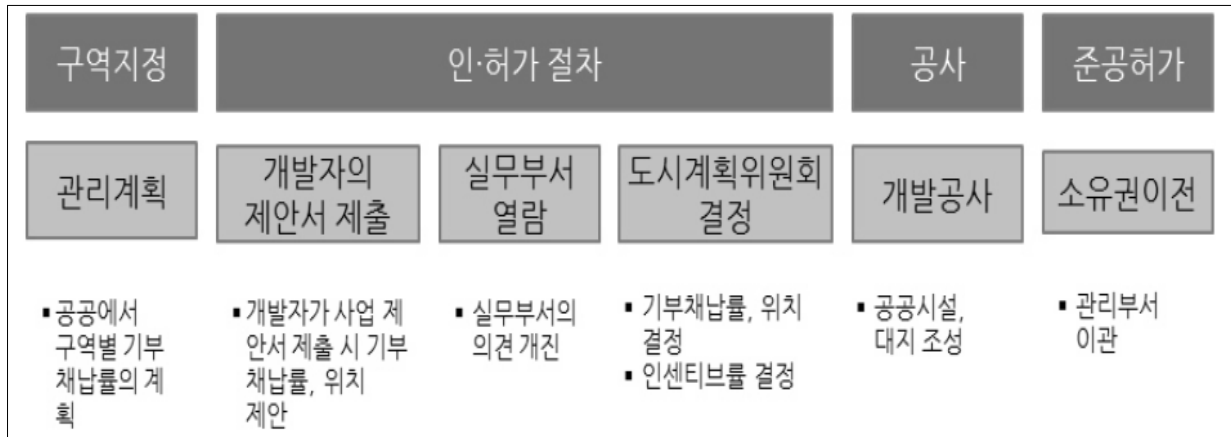 구역지정
인·허가 절차
공사
준공허가
관리계획
개발자의
제안서 제출
실무부서
열람
도시계획위원회
결정
개발공사
소유권이전
▪ 공공에서
구역별 기부
채납률의 계
획
▪ 개발자가 사업 제
안서 제출 시 기부
채납률, 위치
제안
▪ 실무부서의
의견 개진
▪ 기부채납률, 위치
결정
▪ 인센티브률 결정
▪ 공공시설,
대지 조성
▪ 관리부서
이관